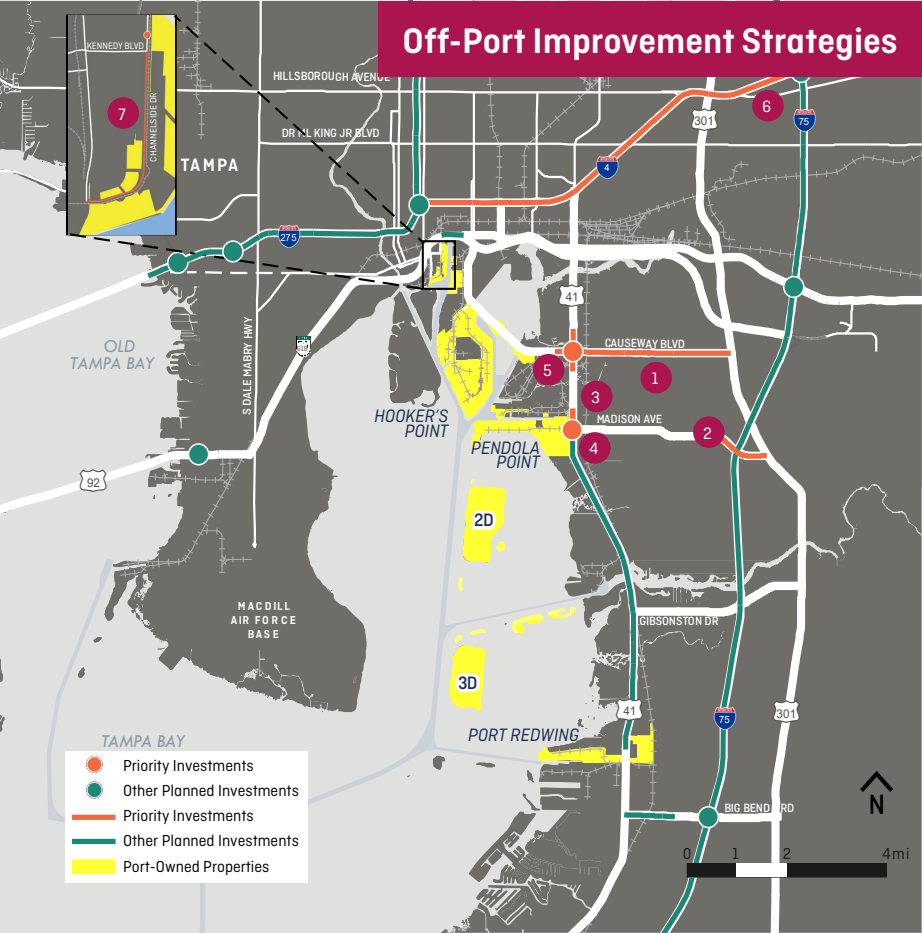 Off-Port Improvement Strategies
KENNEDY BLVD
7
CHANNELSIDE DR
HILLSBOROUGH AVENUE
DR M L KING JR BLVD
TAMPA
6
301
75
4
275
41
OLD
TAMPA BAY
S DALE MABRY HWY
CAUSEWAY BLVD
5
1
3
MADISON AVE
2
4
HOOKER'S
POINT
PENDOLA
POINT
92
2D
MACDILL
AIR FORCE
BASE
GIBSONSTON DR
3D
41
75
301
TAMPA BAY
PORT REDWING
BIG BEND RD
Priority Investments
Other Planned Investments
Priority Investments
Other Planned Investments
Port-Owned Properties
N
0 1 2 4mi